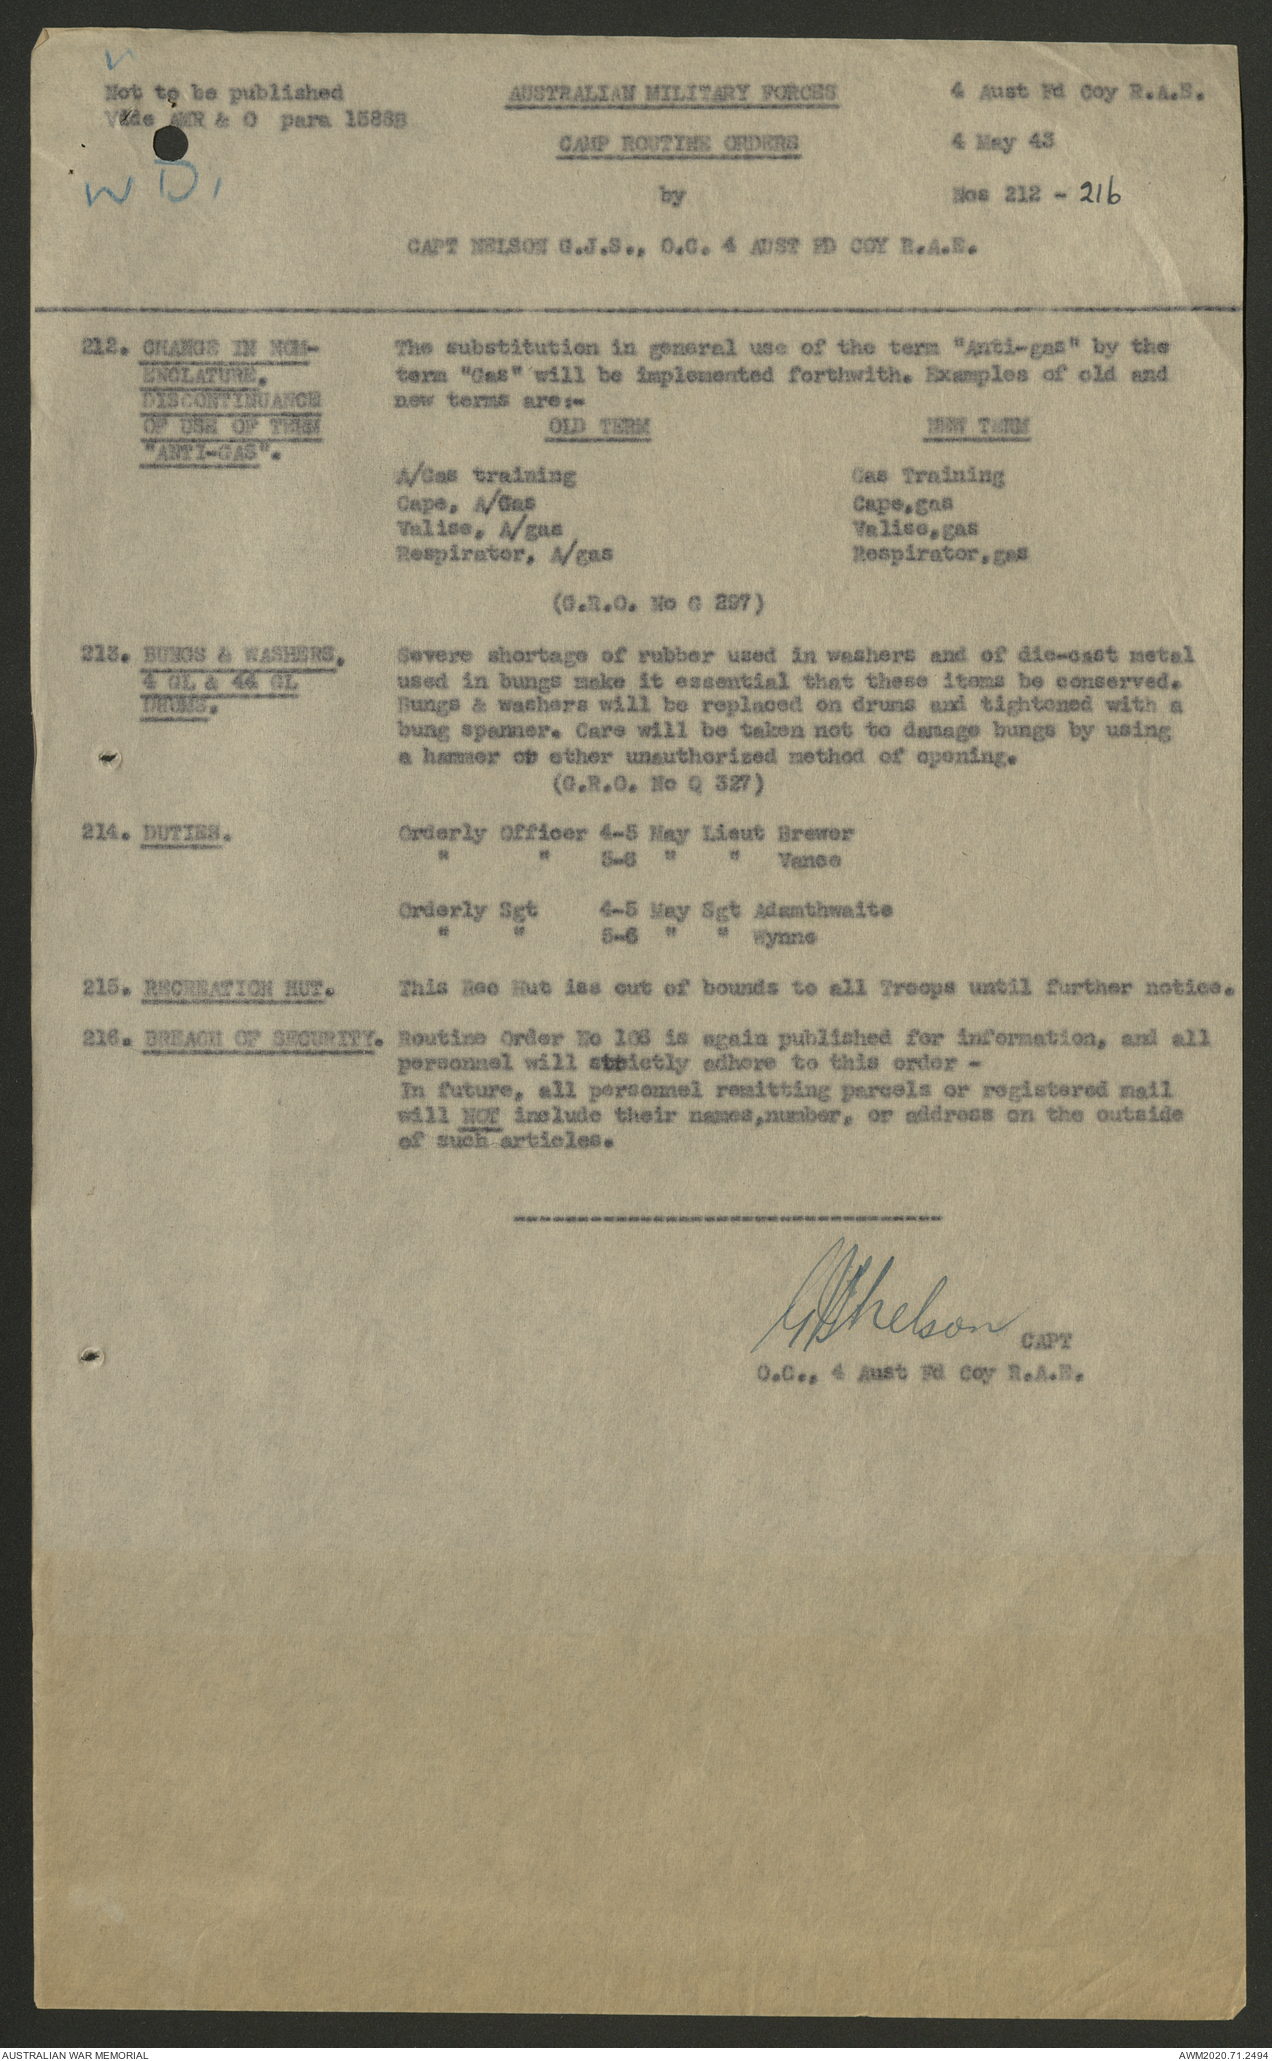 Not to be published
Vide AMR & O para 1588B
W D.
AUSTRALIAN MILITARY FORCES
CAMP ROUTINE ORDERS
by
CAPT NELSON G.J.S., O.C. 4 AUST FD COY R.A.E.
4 Aust Fd Coy R.A.E.
4 May 43
Nos 212 - 216
212. CHANGE IN NOM-
ENCLATURE.
DISCONTINUANCE
OF USE OF TERM
"ANTI-GAS".
The substitution in general use of the term "Anti-gas" by the
term "Gas" will be implemented forthwith. Examples of old and
new terms are:-
OLD TERM NEW TERM
A/Gas training Gas Training
Cape, A/Gas Cape,gas
Valise, A/gas Valise,gas
Respirator, A/gas Respirator,gas
(G.R.O. No G 297)
213. BUNGS & WASHERS.
4 GL & 44 GL
DRUMS.
Severe shortage of rubber used in washers and of die-cast metal
used in bungs make it essential that these items be conserved.
Bungs & washers will be replaced on drums and tightened with a
bung spanner. Care will be taken not to damage bungs by using
a hammer or other unauthorized method of opening.
(G.R.O. No Q 327)
214. DUTIES.
Orderly Officer 4-5 May Lieut Brewer
" " 5-6 " " Vance
Orderly Sgt 4-5 May Sgt Adamthwaite
" " 5-6 " " Wynne
215. RECREATION HUT. This Rec Hut iss out of bounds to all Troops until further notice.
216. BREACH OF SECURITY. Routine Order No 106 is again published for information, and all
personnel will strictly adhere to this order -
In future, all personnel remitting parcels or registered mail
will NOT include their names,number, or address on the outside
of such articles.
GJSNelson CAPT
O.C., 4 Aust Fd Coy R.A.E.
AUSTRALIAN WAR MEMORIAL
AWM2020.71.2494